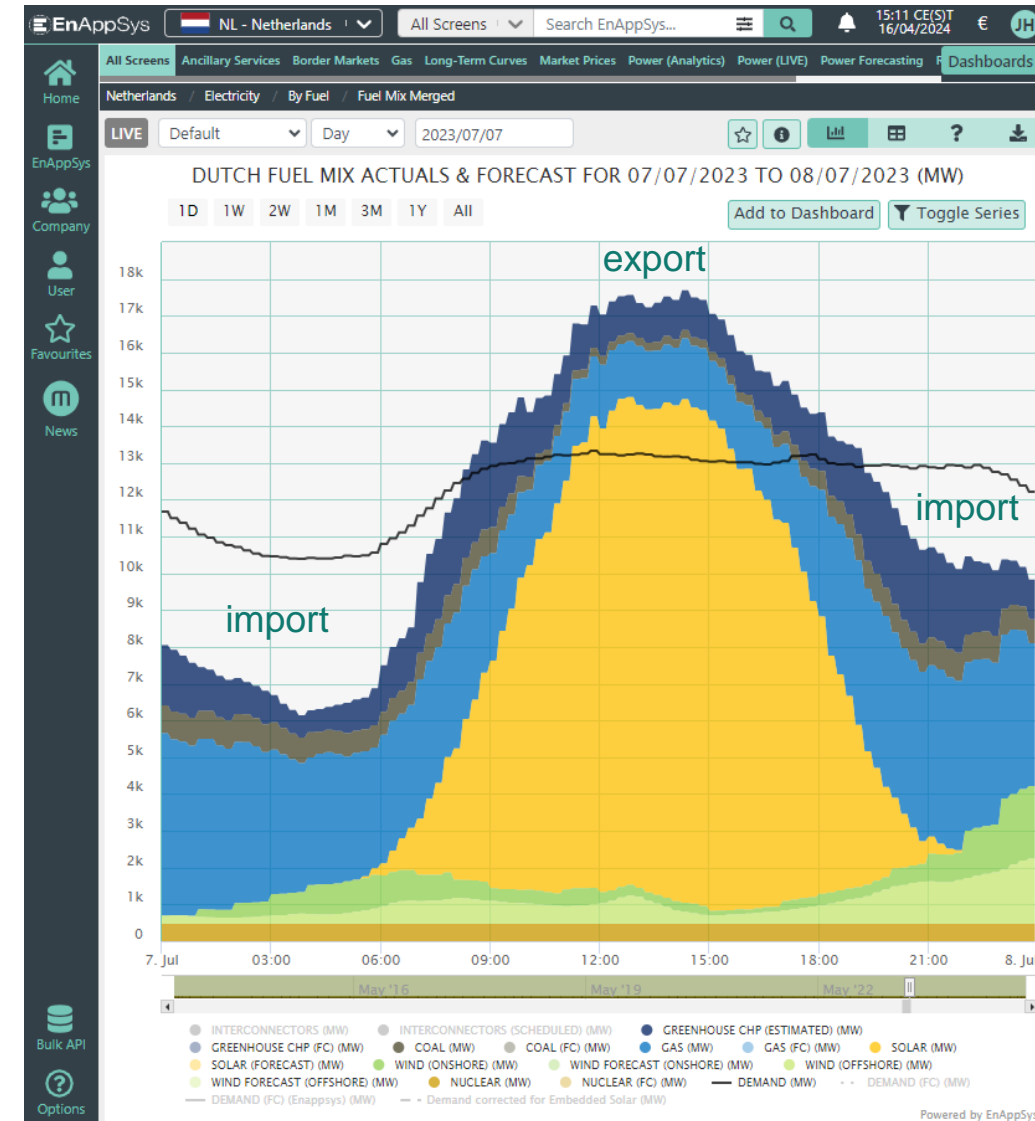 EnAppSys NL - Netherlands All Screens Search EnAppSys... 15:11 CE(S)T 16/04/2024 € JH
All Screens Ancillary Services Border Markets Gas Long-Term Curves Market Prices Power (Analytics) Power (LIVE) Power Forecasting Dashboards
Home
Netherlands / Electricity / By Fuel / Fuel Mix Merged
LIVE Default Day 2023/07/07 ?
EnAppSys
Company
User
Favourites
News
DUTCH FUEL MIX ACTUALS & FORECAST FOR 07/07/2023 TO 08/07/2023 (MW)
1D 1W 2W 1M 3M 1Y All Add to Dashboard Toggle Series
export
18k
17k
16k
15k
14k
13k
12k
import
11k
10k
9k
import
8k
7k
6k
5k
4k
3k
2k
1k
0
7. Jul 03:00 06:00 09:00 12:00 15:00 18:00 21:00 8. Ju
May '16 May '19 May '22
INTERCONNECTORS (MW) INTERCONNECTORS (SCHEDULED) (MW) GREENHOUSE CHP (ESTIMATED) (MW)
GREENHOUSE CHP (FC) (MW) COAL (MW) COAL (FC) (MW) GAS (MW) GAS (FC) (MW) SOLAR (MW)
SOLAR (FORECAST) (MW) WIND (ONSHORE) (MW) WIND FORECAST (ONSHORE) (MW) WIND (OFFSHORE) (MW)
WIND FORECAST (OFFSHORE) (MW) NUCLEAR (MW) NUCLEAR (FC) (MW) DEMAND (MW) DEMAND (FC) (MW)
DEMAND (FC) (Enappsys) (MW) Demand corrected for Embedded Solar (MW)
Bulk API
Options
Powered by EnAppSys